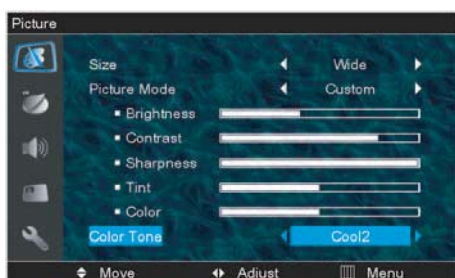 Picture
Size Wide
Picture Mode Custom
Brightness
Contrast
Sharpness
Tint
Color
Color Tone Cool2
Move Adjust Menu